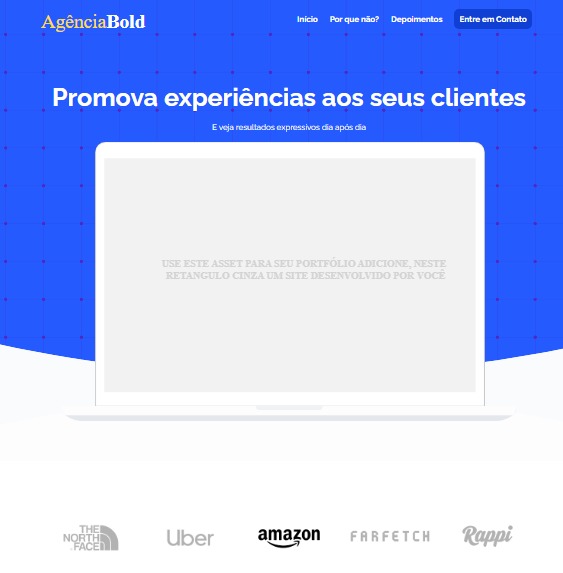 AgênciaBold
Início Por que não? Depoimentos Entre em Contato
Promova experiências aos seus clientes
E veja resultados expressivos dia após dia
USE ESTE ASSET PARA SEU PORTFÓLIO ADICIONE, NESTE
RETANGULO CINZA UM SITE DESENVOLVIDO POR VOCÊ
THE
NORTH
FACE
Uber
amazon
FARFETCH
Rappi